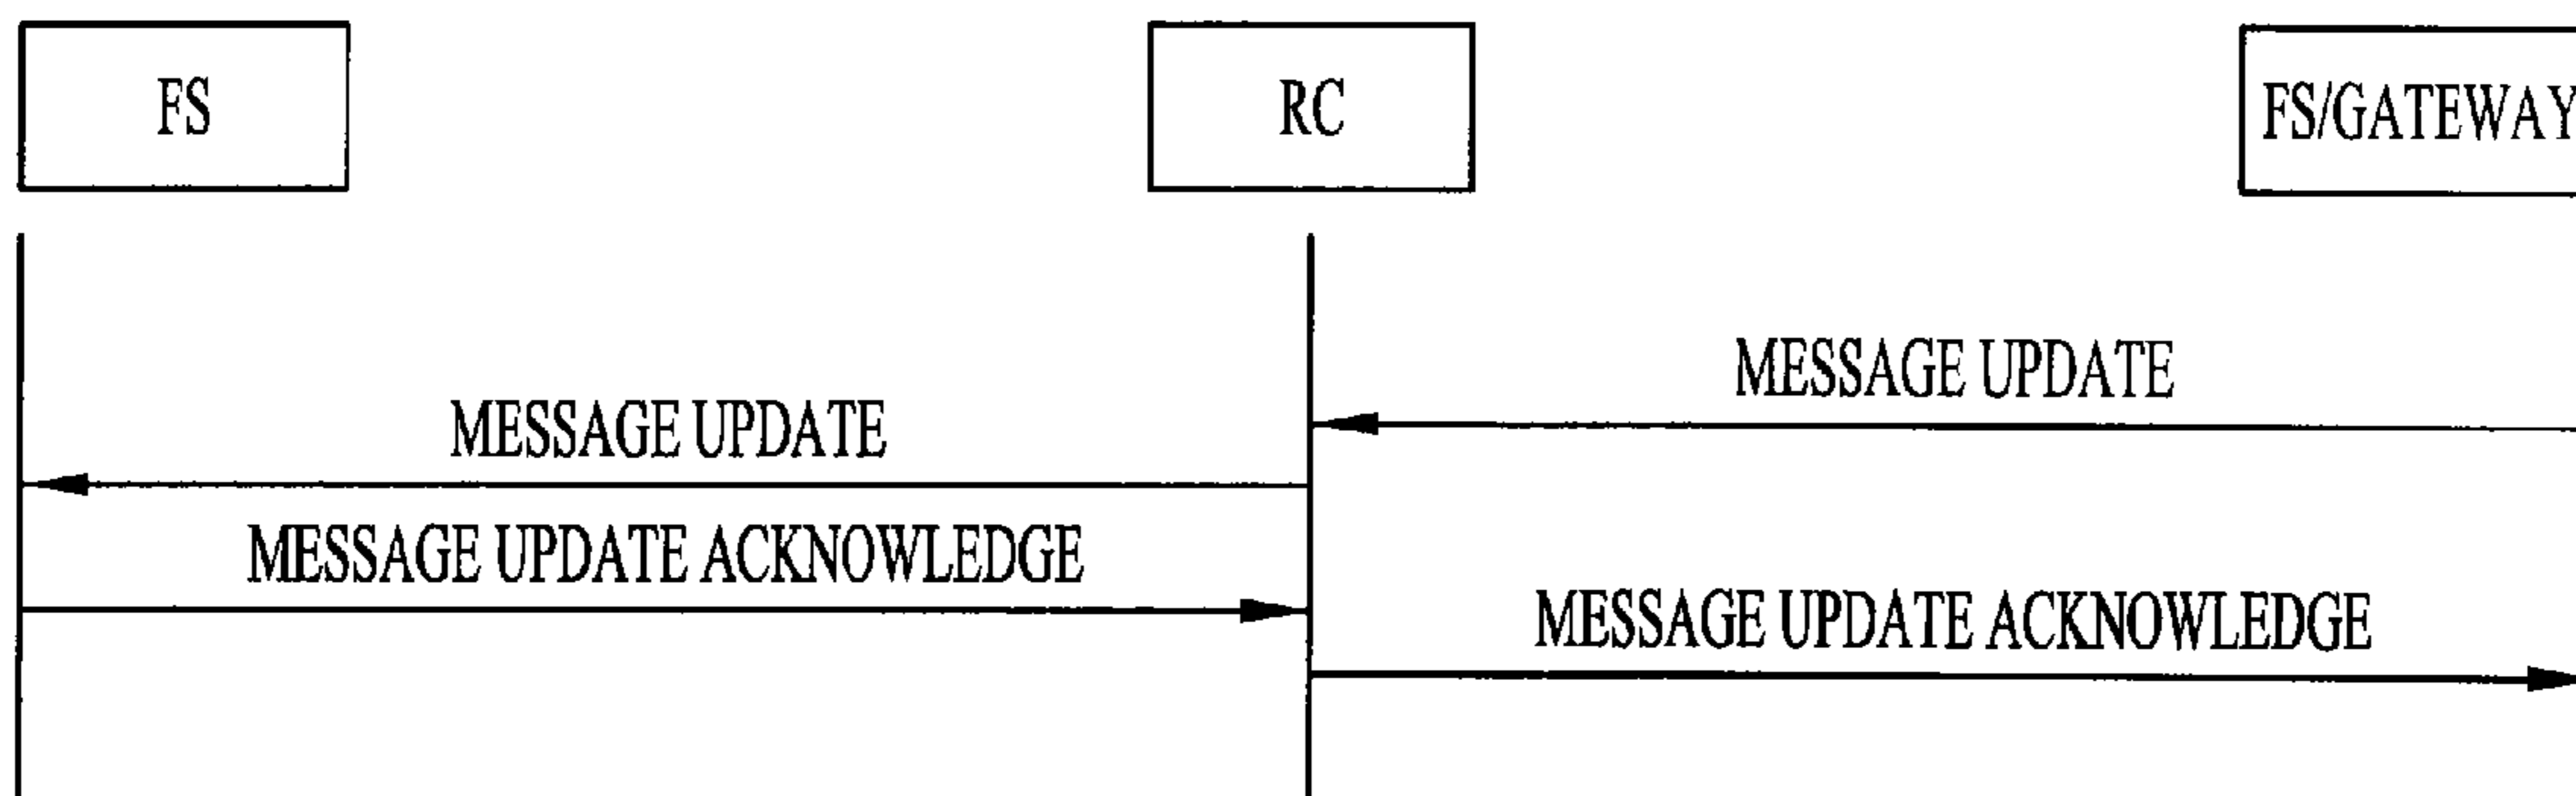 FS
RC
FS/GATEWAY
MESSAGE UPDATE
MESSAGE UPDATE
MESSAGE UPDATE ACKNOWLEDGE
MESSAGE UPDATE ACKNOWLEDGE